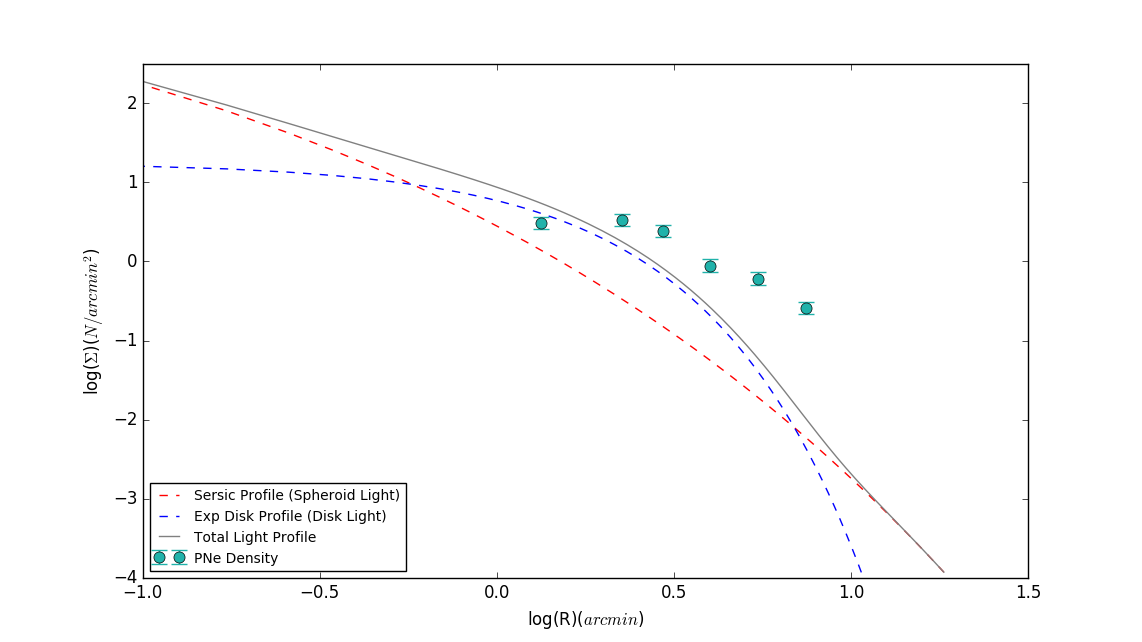 2
1
0
−1
−2
−3
−4
log(Σ)(N/arcmin²)
Sersic Profile (Spheroid Light)
Exp Disk Profile (Disk Light)
Total Light Profile
PNe Density
−1.0 −0.5 0.0 0.5 1.0 1.5
log(R)(arcmin)